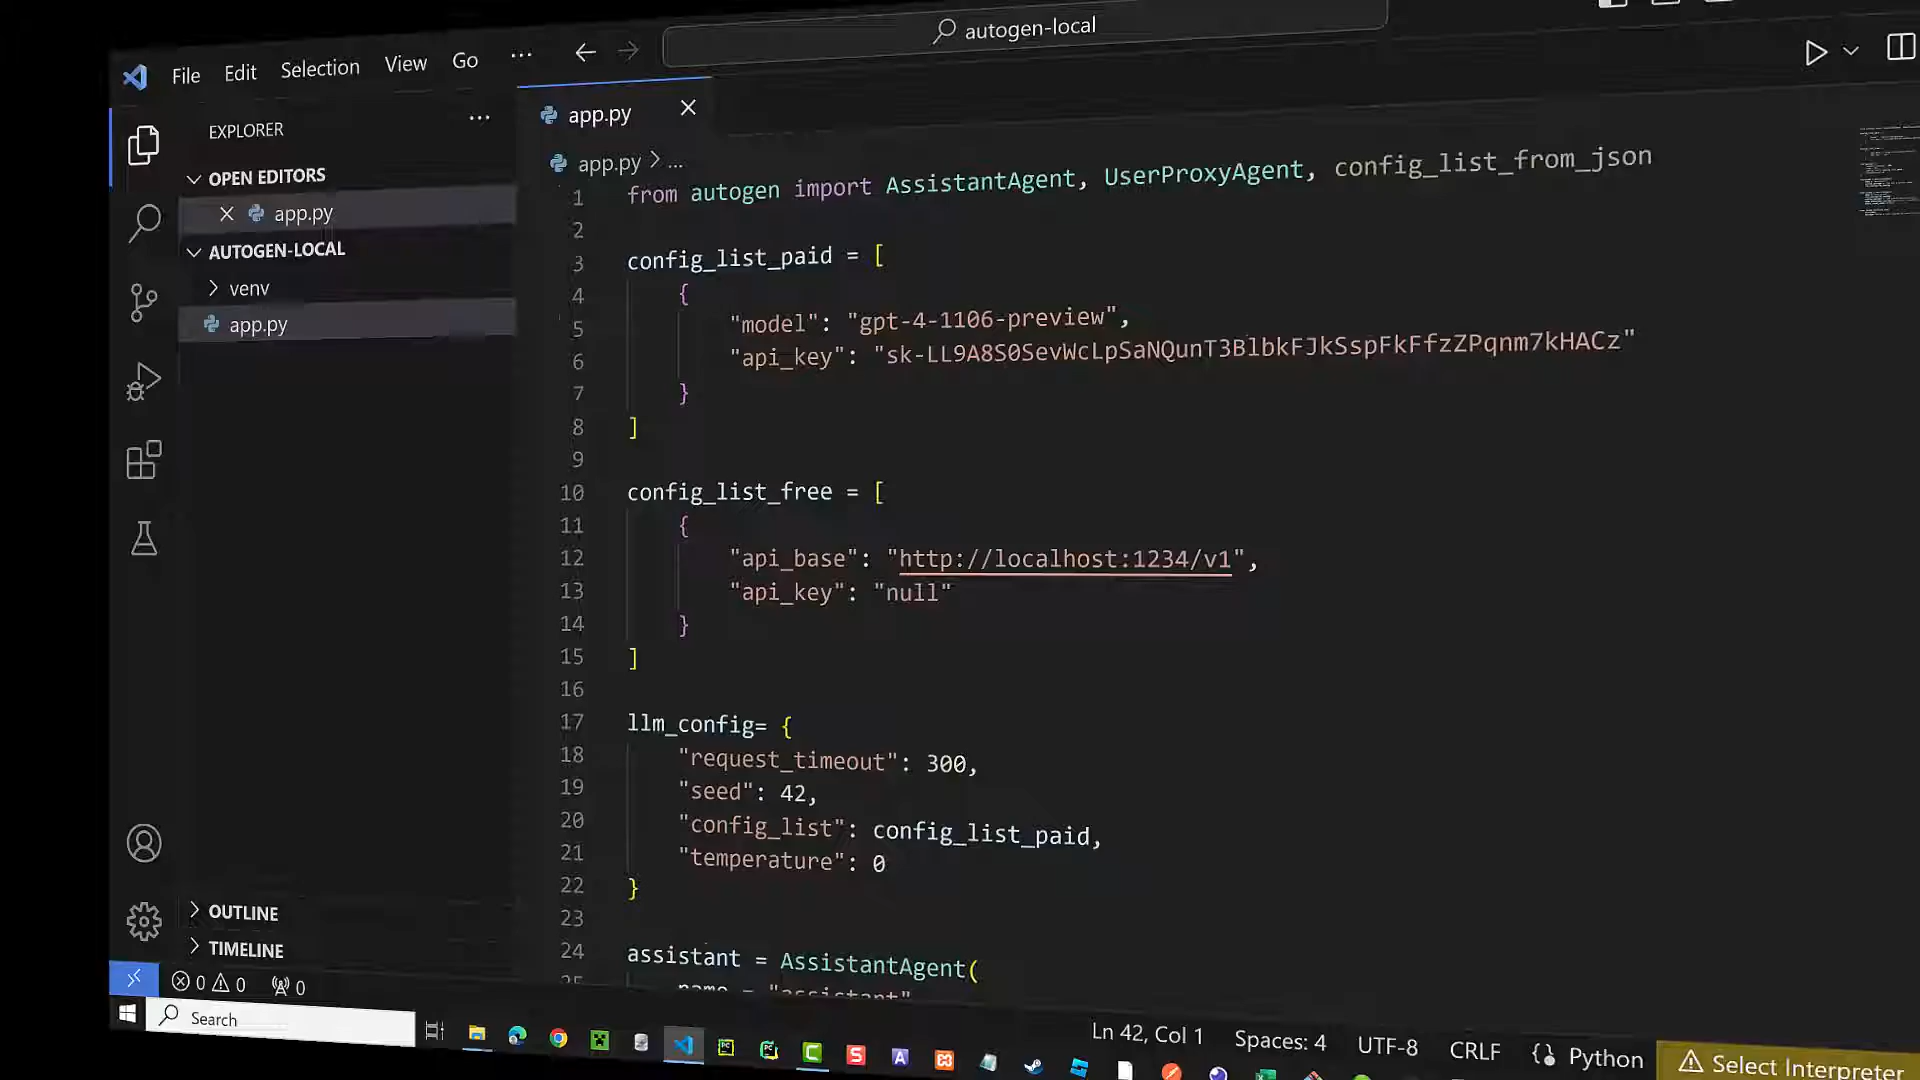 autogen-local
File Edit Selection View Go ...
EXPLORER
OPEN EDITORS
app.py
AUTOGEN-LOCAL
venv
app.py
OUTLINE
TIMELINE
app.py
app.py > ...
1 from autogen import AssistantAgent, UserProxyAgent, config_list_from_json
2
3 config_list_paid = [
4 {
5 "model": "gpt-4-1106-preview",
6 "api_key": "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"
7 }
8 ]
9
10 config_list_free = [
11 {
12 "api_base": "http://localhost:1234/v1",
13 "api_key": "null"
14 }
15 ]
16
17 llm_config= {
18 "request_timeout": 300,
19 "seed": 42,
20 "config_list": config_list_paid,
21 "temperature": 0
22 }
23
24 assistant = AssistantAgent(
25 name = "assistant"
0 0 0
Ln 42, Col 1 Spaces: 4 UTF-8 CRLF Python Select Interpreter
Search